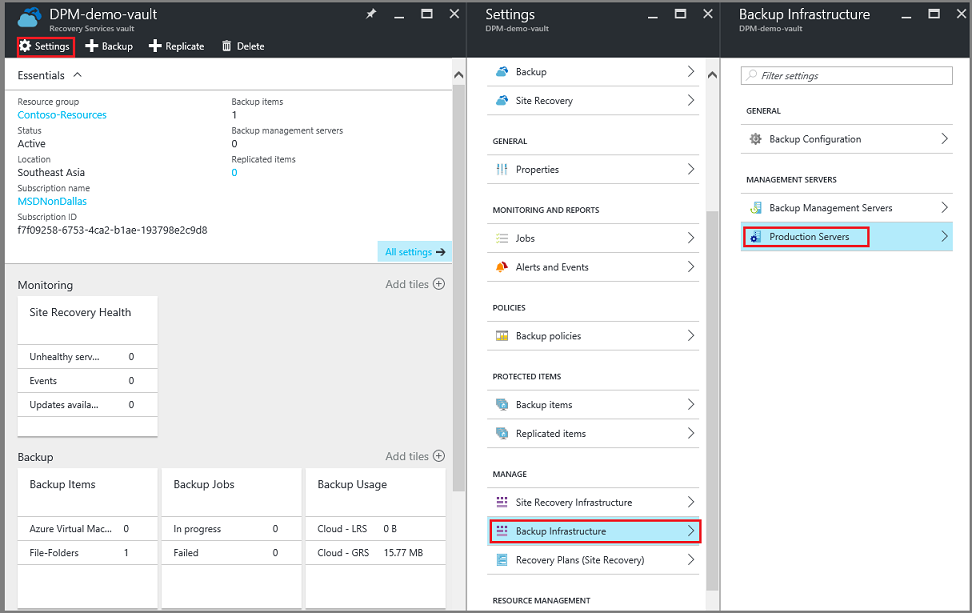 DPM-demo-vault
Recovery Services vault
Settings
Backup
Replicate
Delete
Essentials
Resource group
Contoso-Resources
Status
Active
Location
Southeast Asia
Subscription name
MSDNonDallas
Subscription ID
f7f09258-6753-4ca2-b1ae-193798e2c9d8
Backup items
1
Backup management servers
0
Replicated items
0
All settings
Monitoring
Add tiles
Site Recovery Health
Unhealthy serv... 0
Events 0
Updates availa... 0
Backup
Add tiles
Backup Items
Azure Virtual Mac... 0
File-Folders 1
Backup Jobs
In progress 0
Failed 0
Backup Usage
Cloud - LRS 0 B
Cloud - GRS 15.77 MB
Settings
DPM-demo-vault
Backup
Site Recovery
GENERAL
Properties
MONITORING AND REPORTS
Jobs
Alerts and Events
POLICIES
Backup policies
PROTECTED ITEMS
Backup items
Replicated items
MANAGE
Site Recovery Infrastructure
Backup Infrastructure
Recovery Plans (Site Recovery)
RESOURCE MANAGEMENT
Backup Infrastructure
DPM-demo-vault
Filter settings
GENERAL
Backup Configuration
MANAGEMENT SERVERS
Backup Management Servers
Production Servers